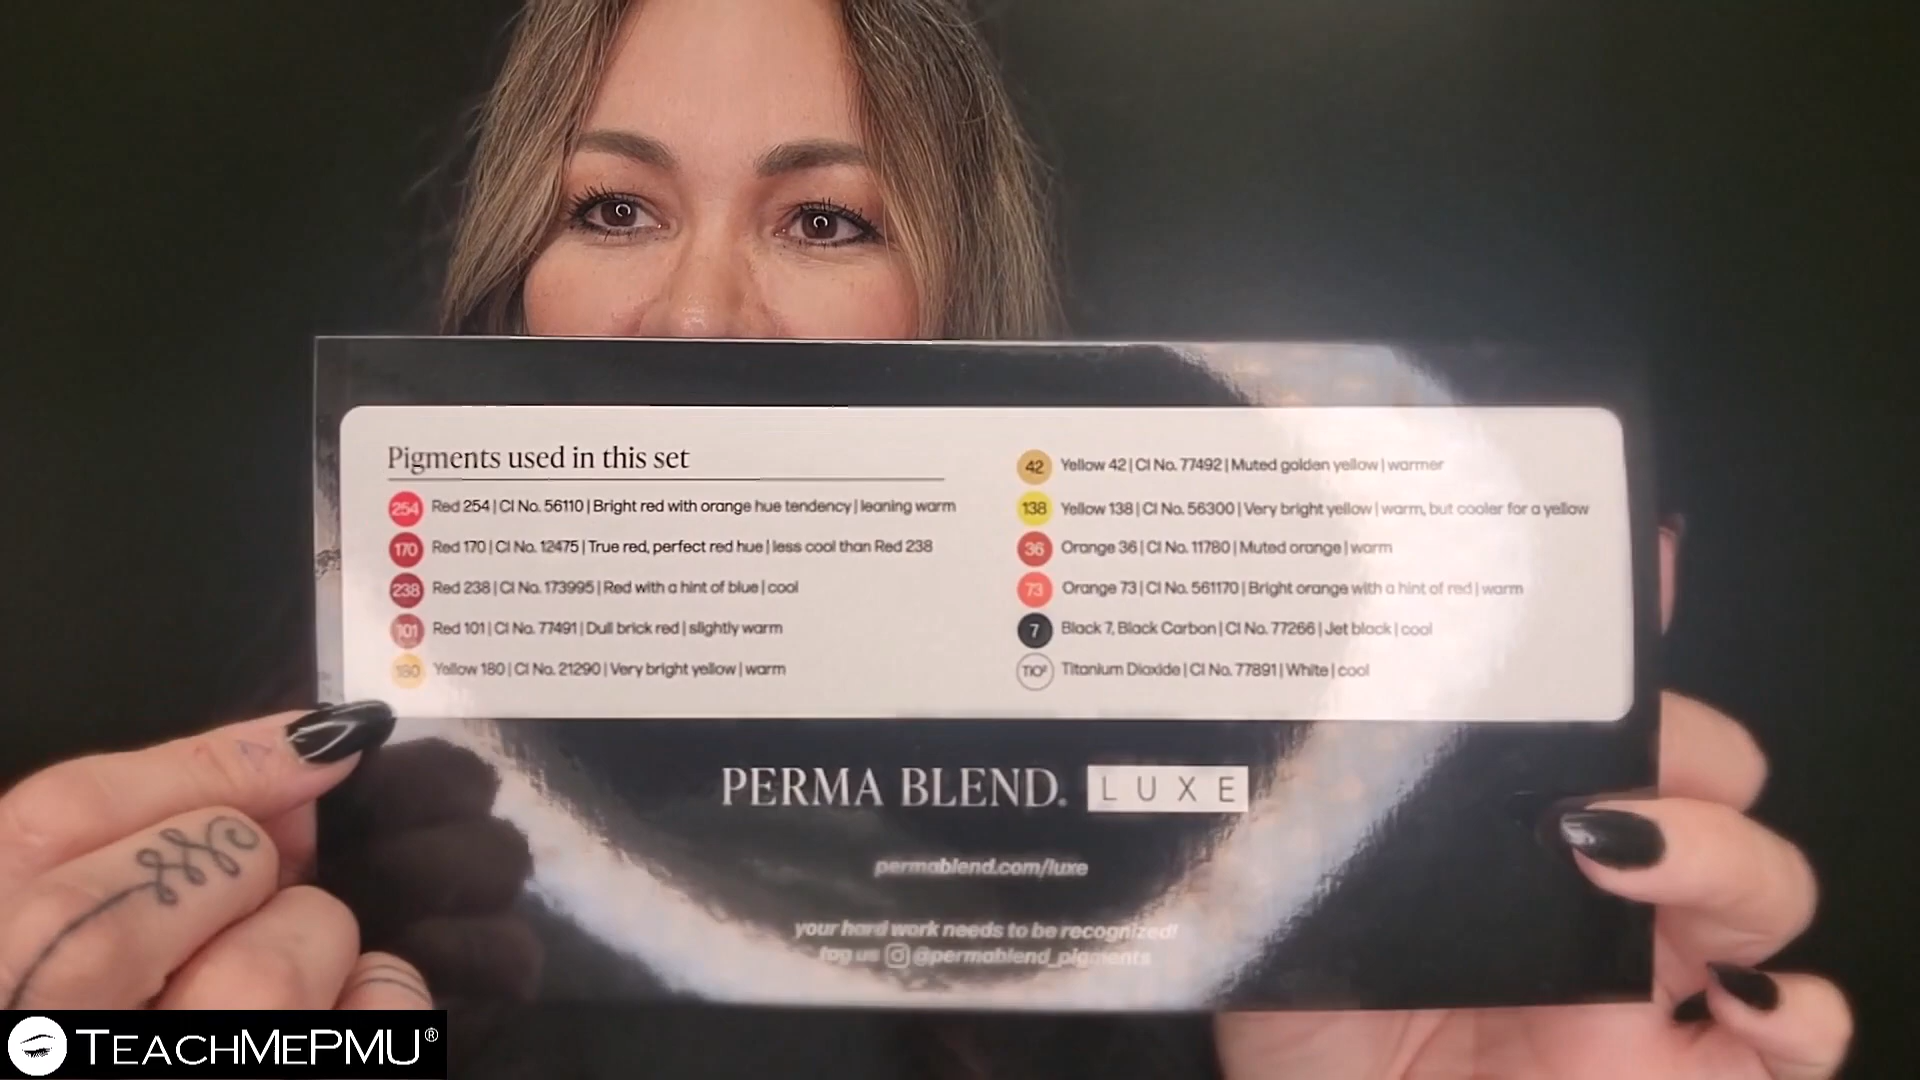 Pigments used in this set
254 Red 254 | CI No. 56110 | Bright red with orange hue tendency | leaning warm
170 Red 170 | CI No. 12475 | True red, perfect red hue | less cool than Red 238
238 Red 238 | CI No. 173995 | Red with a hint of blue | cool
101 Red 101 | CI No. 77491 | Dull brick red | slightly warm
180 Yellow 180 | CI No. 21290 | Very bright yellow | warm
42 Yellow 42 | CI No. 77492 | Muted golden yellow | warmer
138 Yellow 138 | CI No. 56300 | Very bright yellow | warm, but cooler for a yellow
36 Orange 36 | CI No. 11780 | Muted orange | warm
73 Orange 73 | CI No. 561170 | Bright orange with a hint of red | warm
7 Black 7, Black Carbon | CI No. 77266 | Jet black | cool
TIO² Titanium Dioxide | CI No. 77891 | White | cool
PERMA BLEND. LUXE
permablend.com/luxe
your hard work needs to be recognized!
tag us @permablend_pigments
TEACHMEPMU®